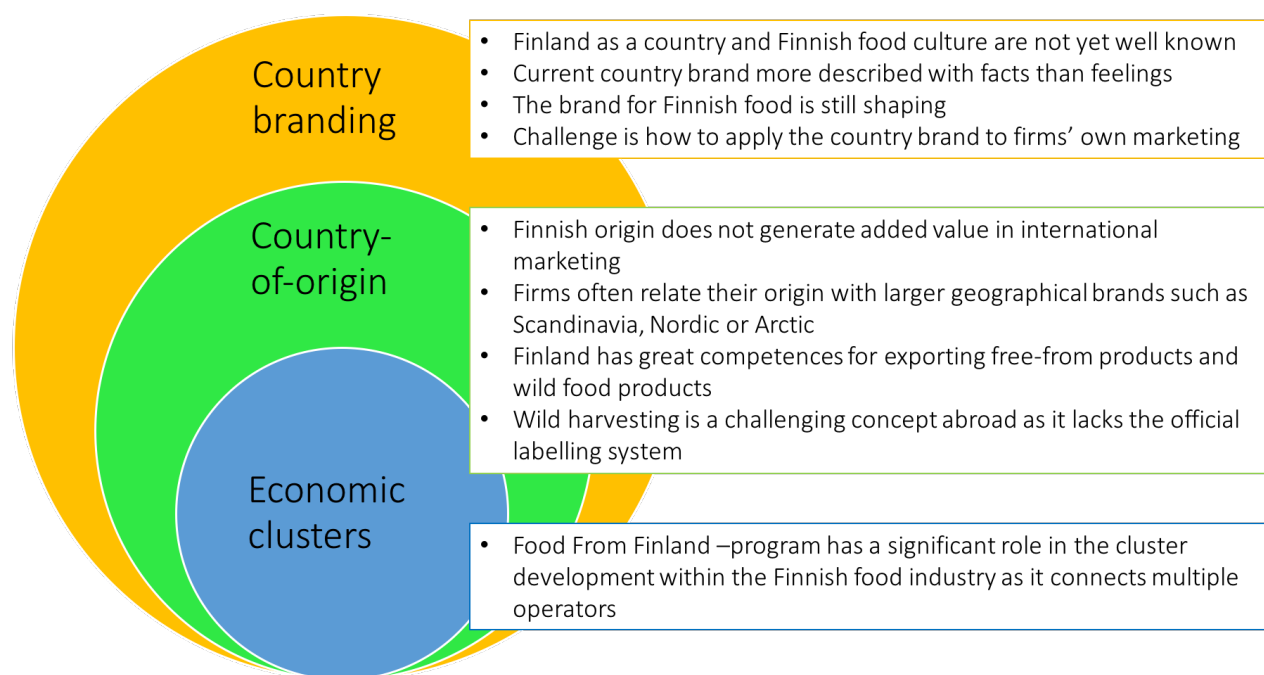 Country
branding
• Finland as a country and Finnish food culture are not yet well known
• Current country brand more described with facts than feelings
• The brand for Finnish food is still shaping
• Challenge is how to apply the country brand to firms’ own marketing
Country-
of-origin
• Finnish origin does not generate added value in international
marketing
• Firms often relate their origin with larger geographical brands such as
Scandinavia, Nordic or Arctic
• Finland has great competences for exporting free-from products and
wild food products
• Wild harvesting is a challenging concept abroad as it lacks the official
labelling system
Economic
clusters
• Food From Finland –program has a significant role in the cluster
development within the Finnish food industry as it connects multiple
operators